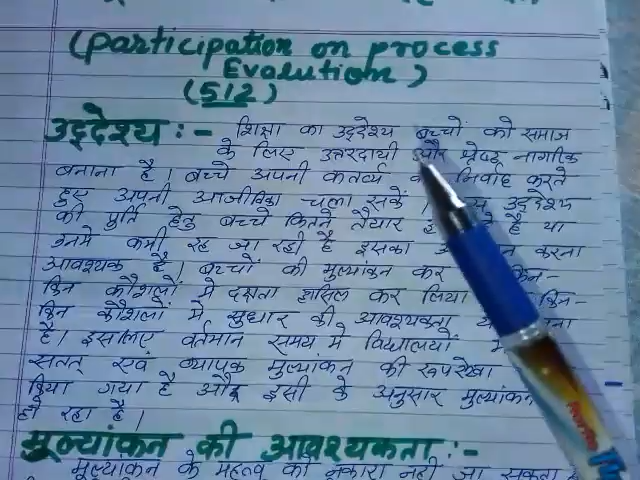 (Participation on process
Evalution)
(512)
उद्देश्य :- शिक्षा का उद्देश्य बच्चों को समाज
के लिए उत्तरदायी और श्रेष्ठ नागरिक
बनाना है। बच्चे अपनी कर्तव्य निर्वाह करते
हुए अपनी आजीविका चला सकें। उद्देश्य
की पूर्ति हेतु बच्चे कितने तैयार है या
उनमे कमी रह जा रही है इसका करना
आवश्यक है। बच्चों की मुल्यांकन कर किन-
किन कौशलों मे दक्षता हासिल कर लिया किन-
किन कौशलों मे सुधार की आवश्यकता
है। इसलिए वर्तमान समय मे विद्यालयों
सतत् एवं व्यापक मुल्यांकन की रूपरेखा
दिया गया है और इसी के अनुसार मुल्यांकन
हो रहा है।
मूल्यांकन की आवश्यकता :-
मूल्यांकन के महत्व को नकारा नहीं जा सकता